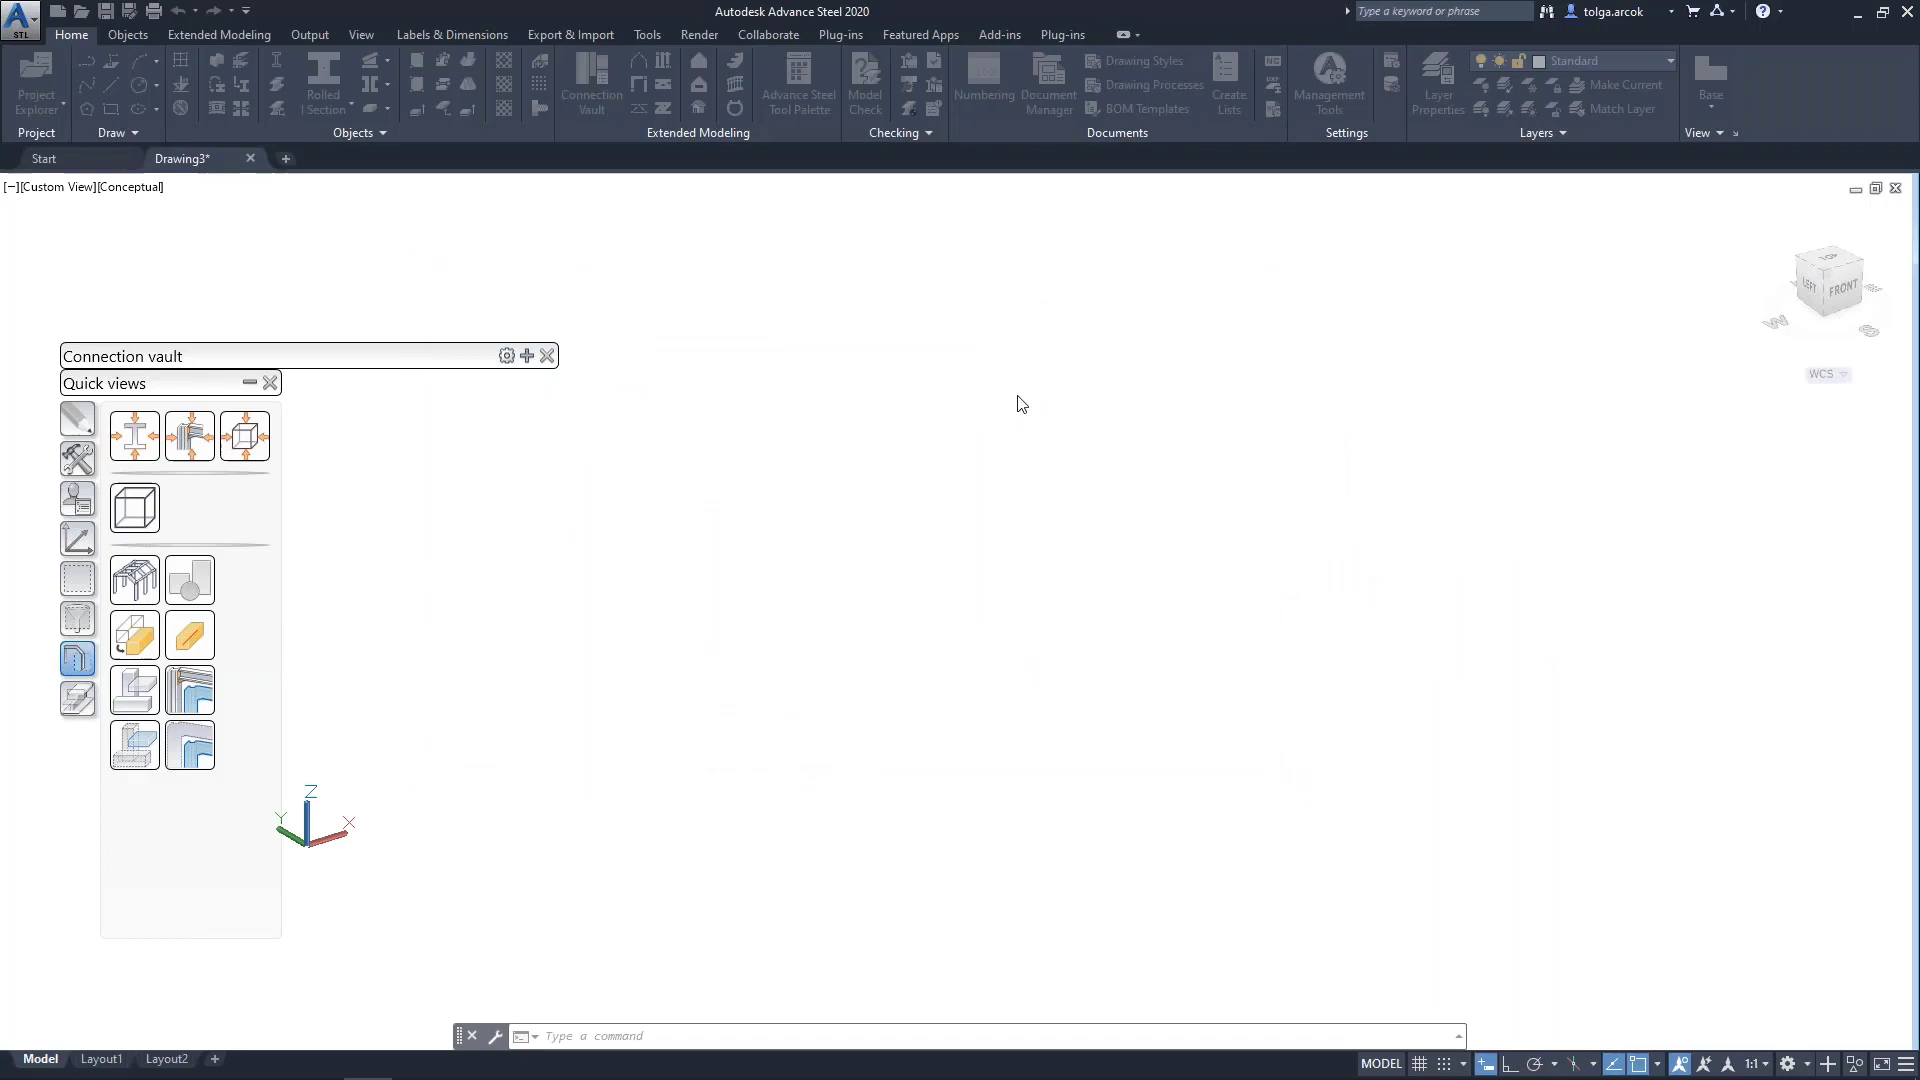 Autodesk Advance Steel 2020
Type a keyword or phrase
tolga.arcok
STL
Home
Objects
Extended Modeling
Output
View
Labels & Dimensions
Export & Import
Tools
Render
Collaborate
Plug-ins
Featured Apps
Add-ins
Plug-ins
Project
Explorer
Rolled
I Section
Connection
Vault
Advance Steel
Tool Palette
Model
Check
Numbering
Document
Manager
Drawing Styles
Drawing Processes
BOM Templates
Create
Lists
Management
Tools
Layer
Properties
Standard
Make Current
Match Layer
Base
Project
Draw
Objects
Extended Modeling
Checking
Documents
Settings
Layers
View
Start
Drawing3*
[−][Custom View][Conceptual]
TOP
LEFT
FRONT
W
S
WCS
Connection vault
Quick views
Z
Y
X
Type a command
Model
Layout1
Layout2
MODEL
1:1